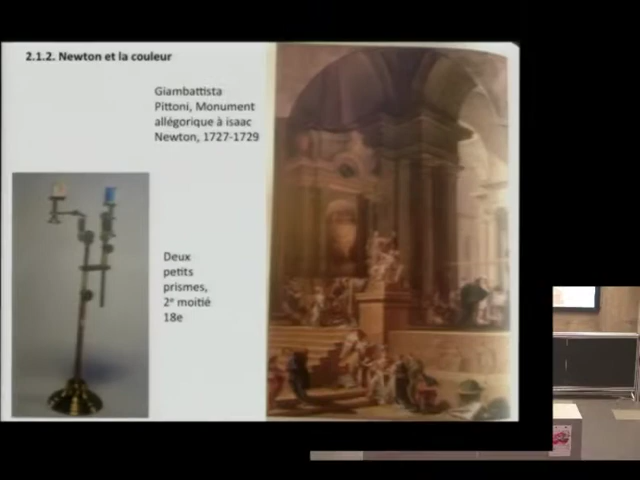 2.1.2. Newton et la couleur
Giambattista
Pittoni, Monument
allégorique à isaac
Newton, 1727-1729
Deux
petits
prismes,
2e moitié
18e